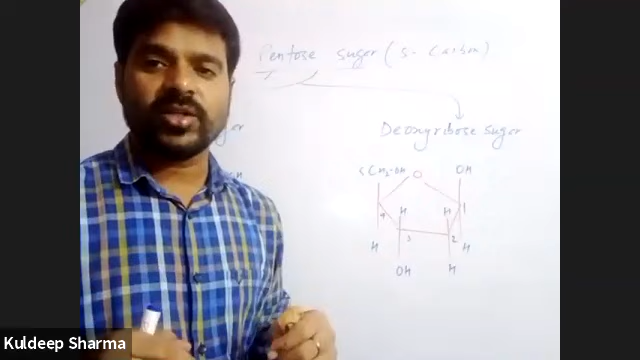 Pentose sugar (5-Carbon)
Deoxyribose sugar
5CH₂-OH O OH
4 H H 1
H 3 2 H
OH H
Kuldeep Sharma